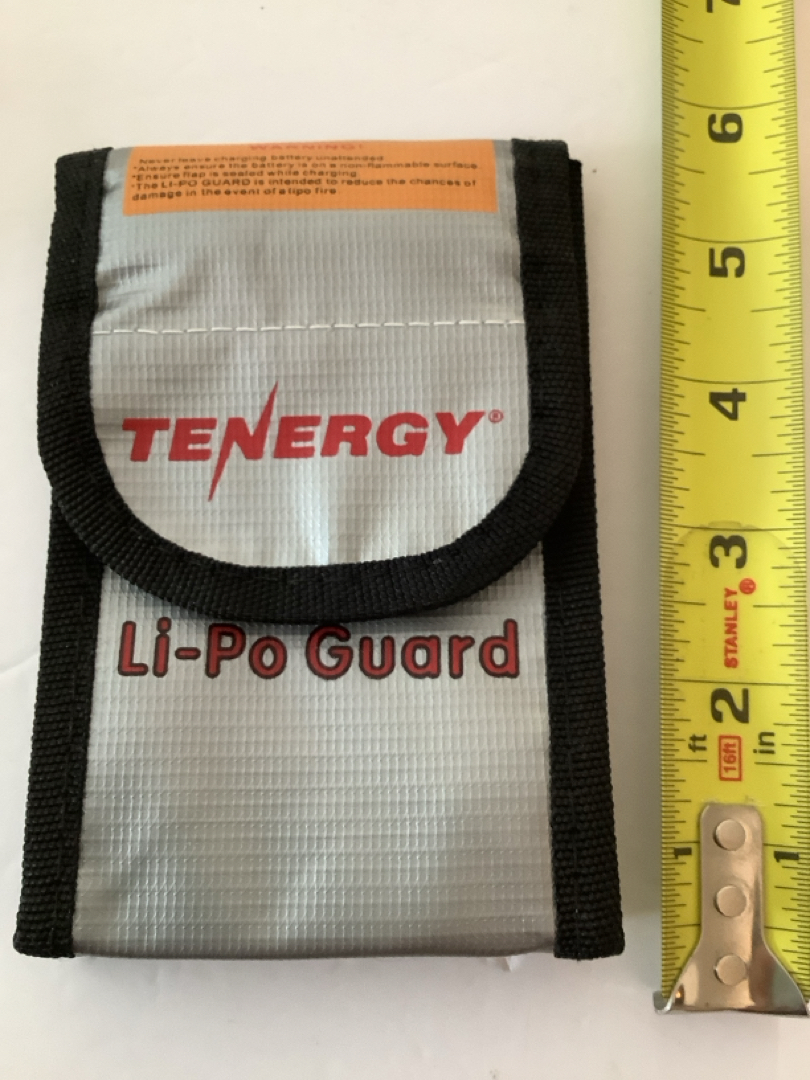 WARNING!
Never leave charging battery unattended
*Always ensure the battery is on a non-flammable surface
*Ensure flap is sealed while charging
*The LI-PO GUARD is intended to reduce the chances of
damage in the event of a lipo fire
TENERGY®
Li-Po Guard
7
6
5
4
3
STANLEY®
2
ft
16ft
in
1
1